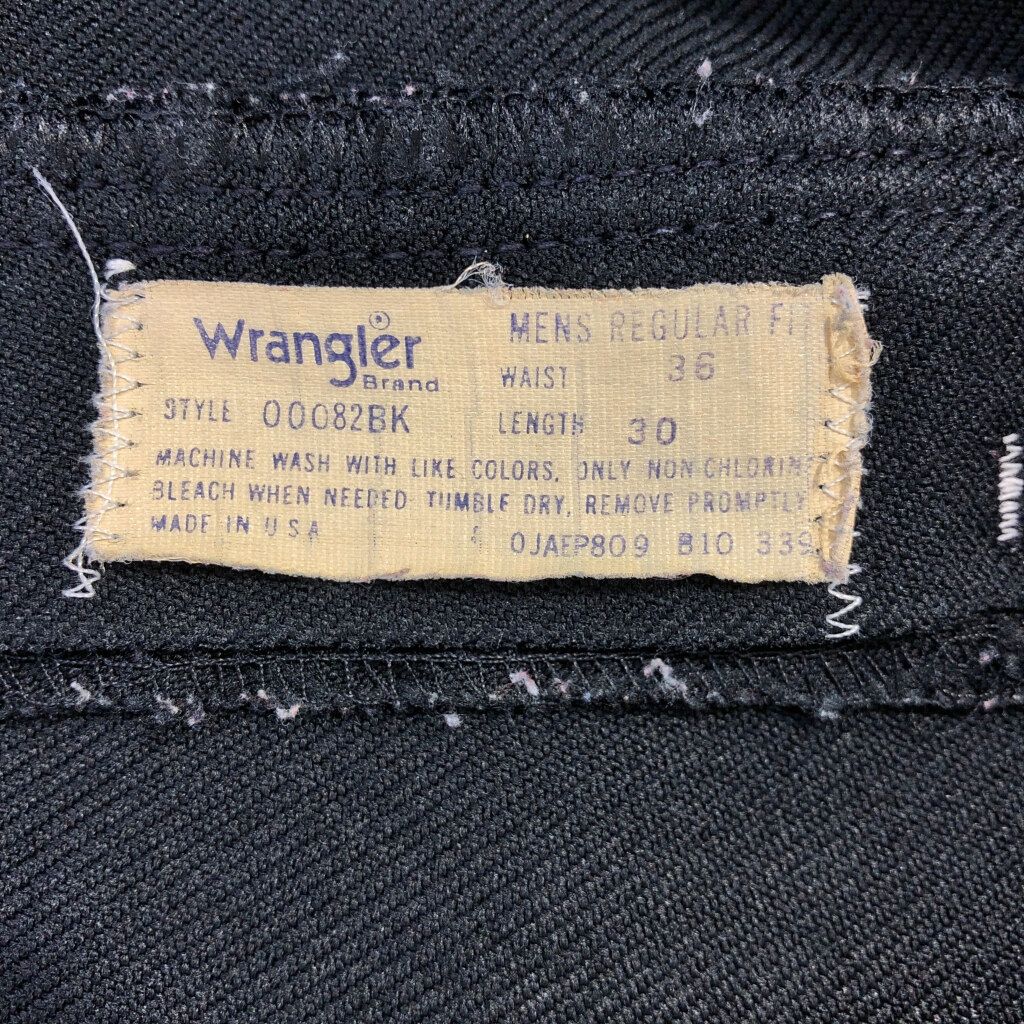 Wrangler
Brand
STYLE 00082BK
MENS REGULAR FIT
WAIST 36
LENGTH 30
MACHINE WASH WITH LIKE COLORS, ONLY NON-CHLORINE
BLEACH WHEN NEEDED TUMBLE DRY, REMOVE PROMPTLY
MADE IN U S A
OJAEP809 B10 339